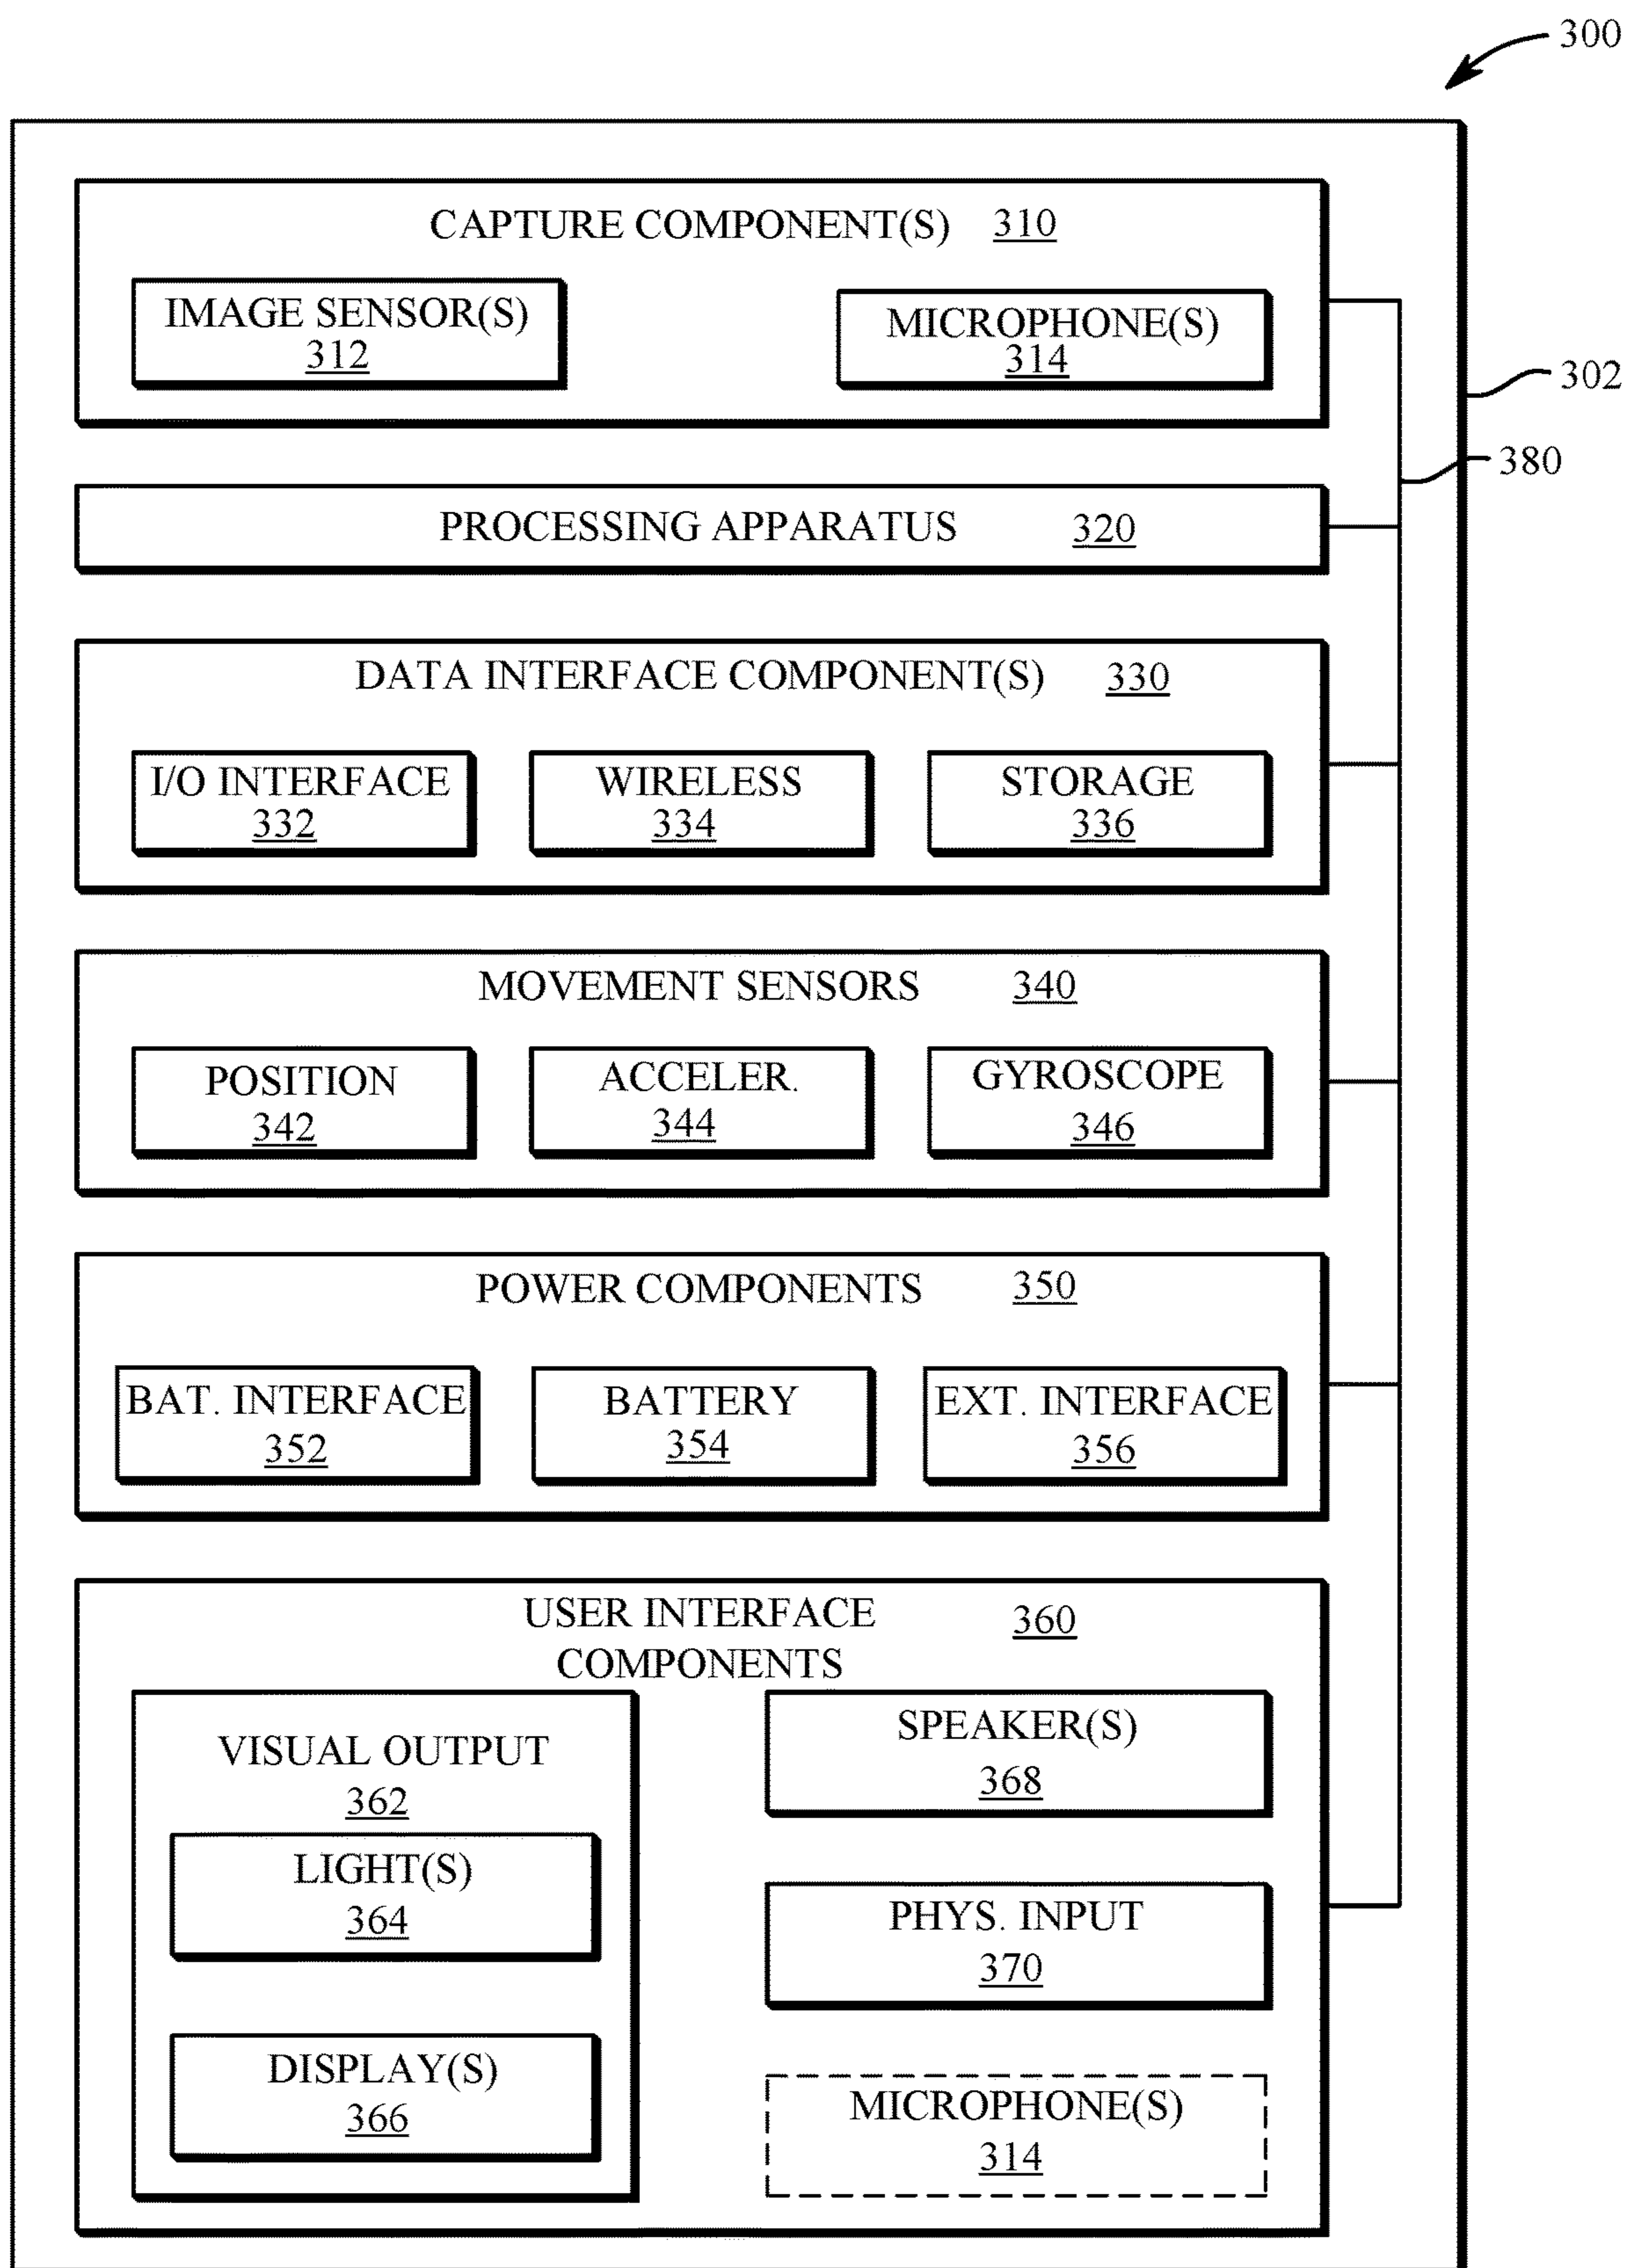 300
CAPTURE COMPONENT(S) 310
IMAGE SENSOR(S)
312
MICROPHONE(S)
314
302
380
PROCESSING APPARATUS 320
DATA INTERFACE COMPONENT(S) 330
I/O INTERFACE
332
WIRELESS
334
STORAGE
336
MOVEMENT SENSORS 340
POSITION
342
ACCELER.
344
GYROSCOPE
346
POWER COMPONENTS 350
BAT. INTERFACE
352
BATTERY
354
EXT. INTERFACE
356
USER INTERFACE 360
COMPONENTS
VISUAL OUTPUT
362
LIGHT(S)
364
DISPLAY(S)
366
SPEAKER(S)
368
PHYS. INPUT
370
MICROPHONE(S)
314